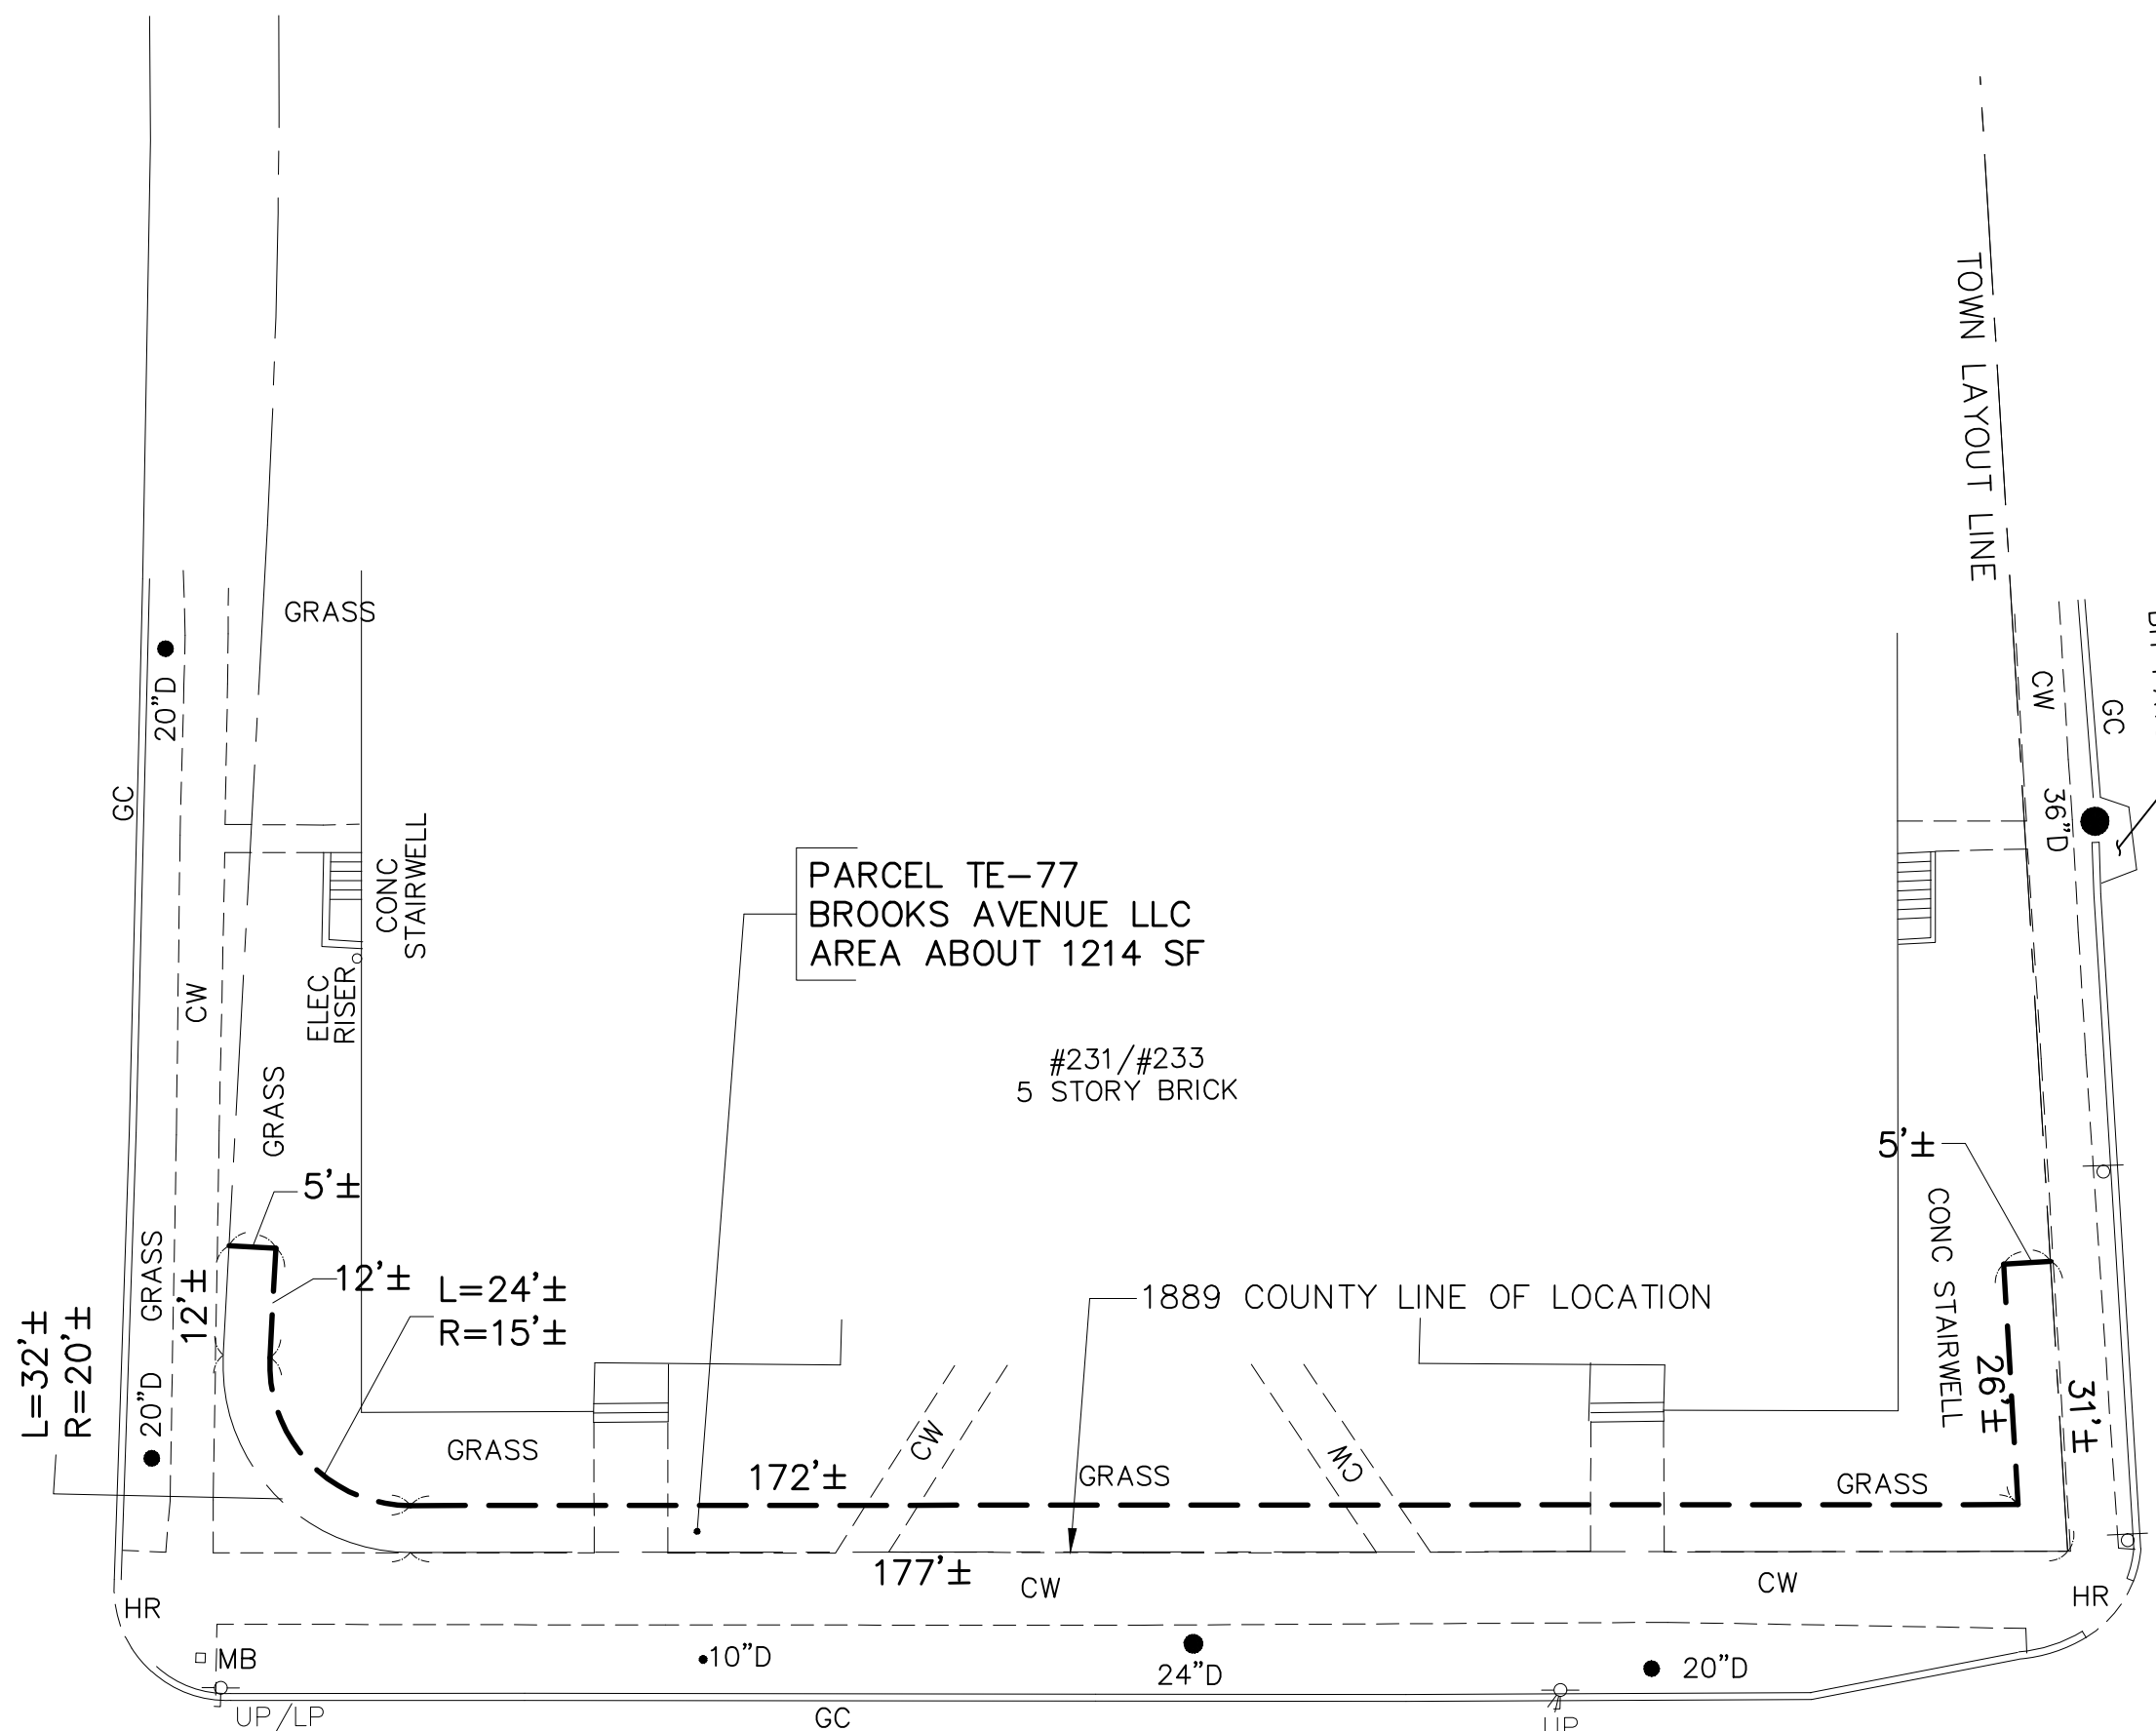 TOWN LAYOUT LINE
GRASS
20"D
GC
CW
GC
36"D
CONC
STAIRWELL
PARCEL TE-77
BROOKS AVENUE LLC
AREA ABOUT 1214 SF
ELEC
RISER
CW
#231/#233
5 STORY BRICK
GRASS
5'±
5'±
CONC STAIRWELL
GRASS
12'±
12'±
L=24'±
R=15'±
1889 COUNTY LINE OF LOCATION
L=32'±
R=20'±
20"D
26'±
31'±
GRASS
CW
172'±
GRASS
CW
GRASS
177'±
CW
CW
HR
HR
MB
10"D
24"D
20"D
UP/LP
GC
UP